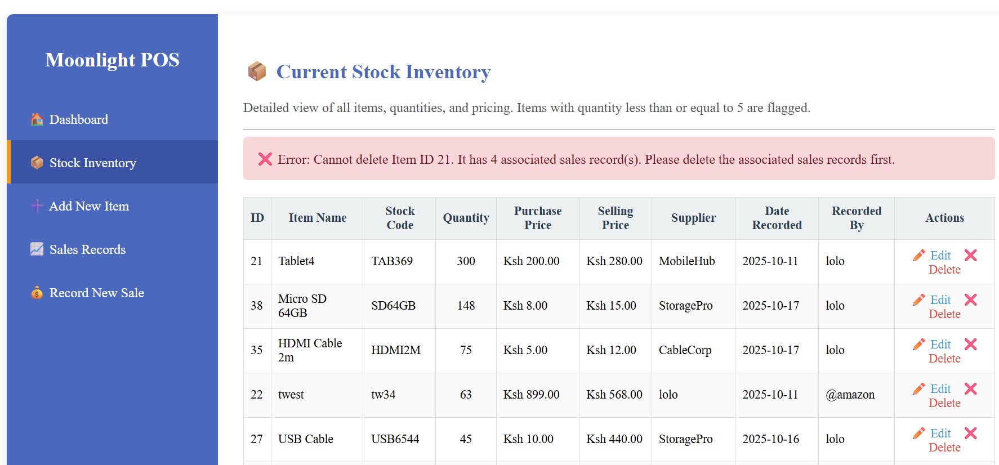 Moonlight POS
Dashboard
Stock Inventory
Add New Item
Sales Records
Record New Sale
Current Stock Inventory
Detailed view of all items, quantities, and pricing. Items with quantity less than or equal to 5 are flagged.
Error: Cannot delete Item ID 21. It has 4 associated sales record(s). Please delete the associated sales records first.
ID Item Name Stock Code Quantity Purchase Price Selling Price Supplier Date Recorded Recorded By Actions
21 Tablet4 TAB369 300 Ksh 200.00 Ksh 280.00 MobileHub 2025-10-11 lolo Edit Delete
38 Micro SD 64GB SD64GB 148 Ksh 8.00 Ksh 15.00 StoragePro 2025-10-17 lolo Edit Delete
35 HDMI Cable 2m HDMI2M 75 Ksh 5.00 Ksh 12.00 CableCorp 2025-10-17 lolo Edit Delete
22 twest tw34 63 Ksh 899.00 Ksh 568.00 lolo 2025-10-11 @amazon Edit Delete
27 USB Cable USB6544 45 Ksh 10.00 Ksh 440.00 StoragePro 2025-10-16 lolo Edit Delete